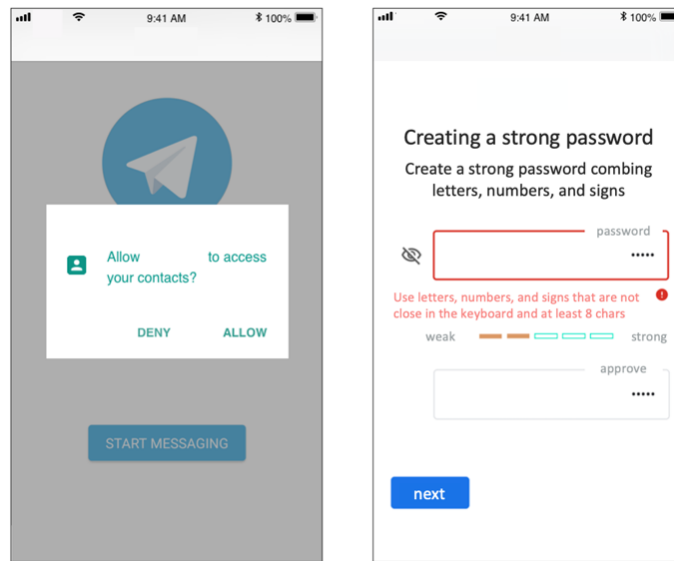 9:41 AM
100%
Allow to access
your contacts?
DENY
ALLOW
START MESSAGING
9:41 AM
100%
Creating a strong password
Create a strong password combing
letters, numbers, and signs
password
•••••
Use letters, numbers, and signs that are not
close in the keyboard and at least 8 chars
weak
strong
approve
•••••
next